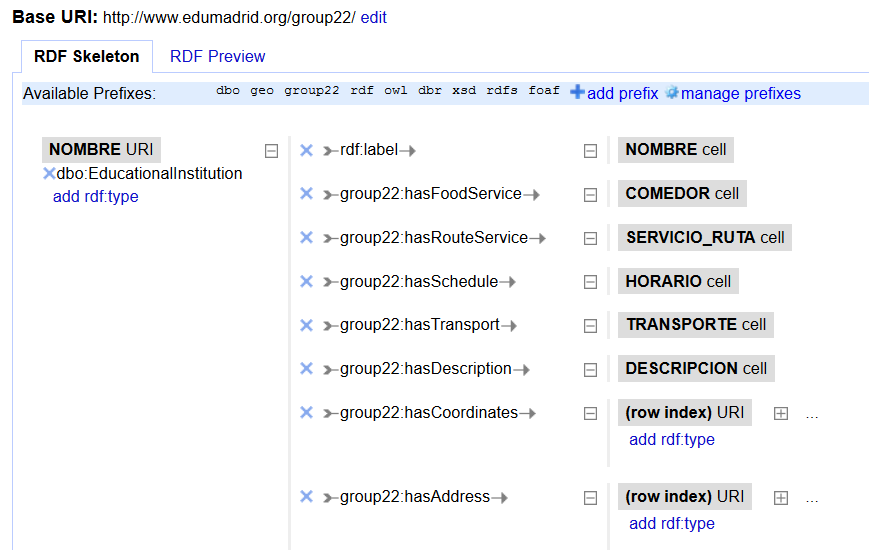 Base URI: http://www.edumadrid.org/group22/ edit
RDF Skeleton RDF Preview
Available Prefixes: dbo geo group22 rdf owl dbr xsd rdfs foaf add prefix manage prefixes
NOMBRE URI rdf:label NOMBRE cell
dbo:EducationalInstitution
add rdf:type group22:hasFoodService COMEDOR cell
group22:hasRouteService SERVICIO_RUTA cell
group22:hasSchedule HORARIO cell
group22:hasTransport TRANSPORTE cell
group22:hasDescription DESCRIPCION cell
group22:hasCoordinates (row index) URI ...
add rdf:type
group22:hasAddress (row index) URI ...
add rdf:type